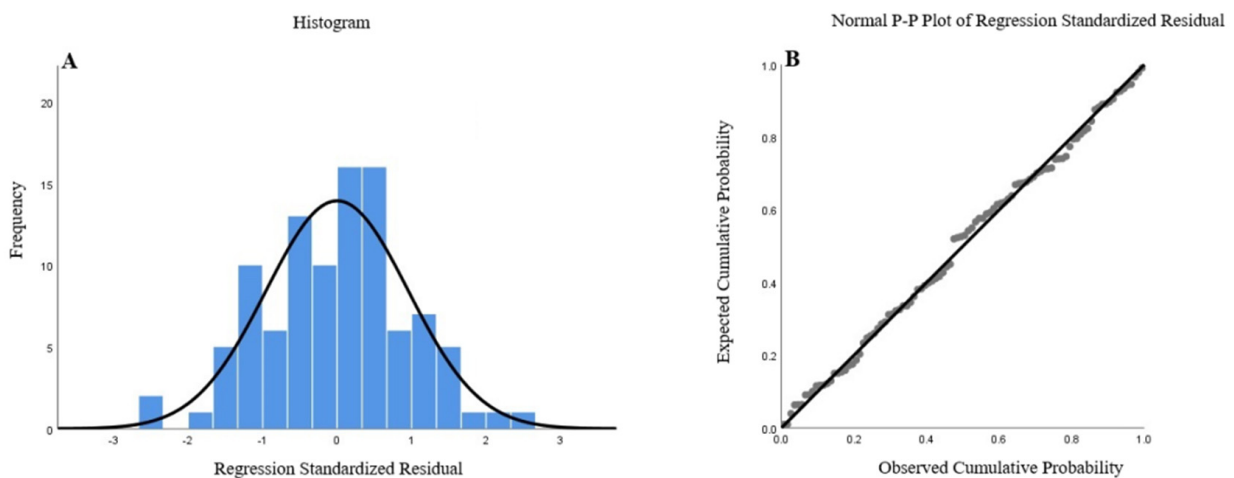 Histogram
A
Frequency
20
15
10
5
0
-3 -2 -1 0 1 2 3
Regression Standardized Residual
Normal P-P Plot of Regression Standardized Residual
B
Expected Cumulative Probability
1.0
0.8
0.6
0.4
0.2
0.0
0.0 0.2 0.4 0.6 0.8 1.0
Observed Cumulative Probability